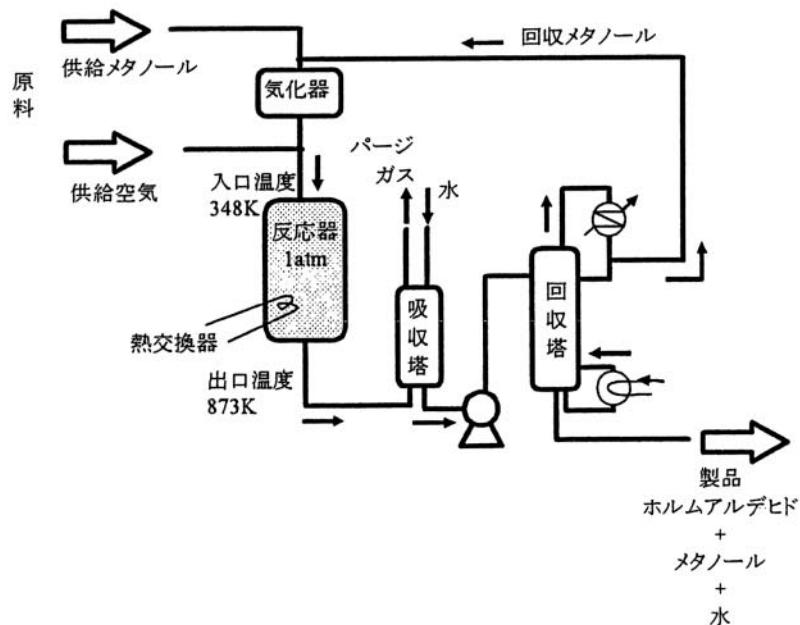 原料
供給メタノール
回収メタノール
気化器
供給空気
入口温度
348K
パージ
ガス
水
反応器
1atm
熱交換器
吸収塔
回収塔
出口温度
873K
製品
ホルムアルデヒド
+
メタノール
+
水